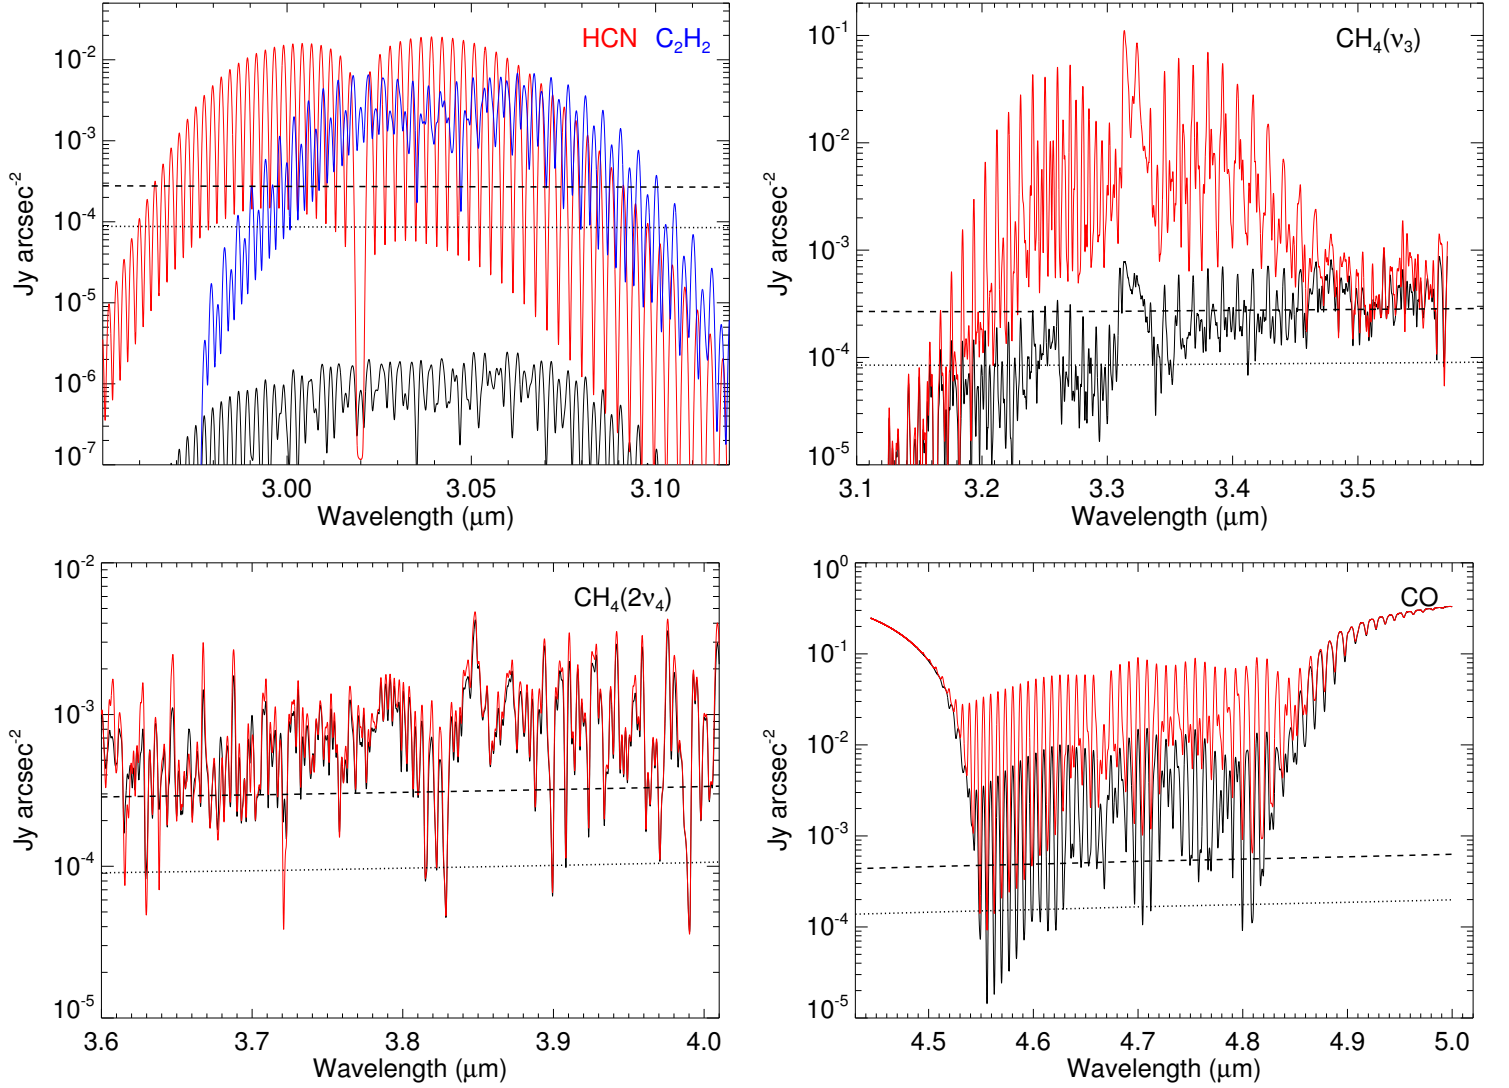 HCN C₂H₂
Jy arcsec⁻²
10⁻²
10⁻³
10⁻⁴
10⁻⁵
10⁻⁶
10⁻⁷
3.00 3.05 3.10
Wavelength (μm)
CH₄(ν₃)
Jy arcsec⁻²
10⁻¹
10⁻²
10⁻³
10⁻⁴
10⁻⁵
3.1 3.2 3.3 3.4 3.5
Wavelength (μm)
CH₄(2ν₄)
Jy arcsec⁻²
10⁻²
10⁻³
10⁻⁴
10⁻⁵
3.6 3.7 3.8 3.9 4.0
Wavelength (μm)
CO
Jy arcsec⁻²
10⁰
10⁻¹
10⁻²
10⁻³
10⁻⁴
10⁻⁵
4.5 4.6 4.7 4.8 4.9 5.0
Wavelength (μm)